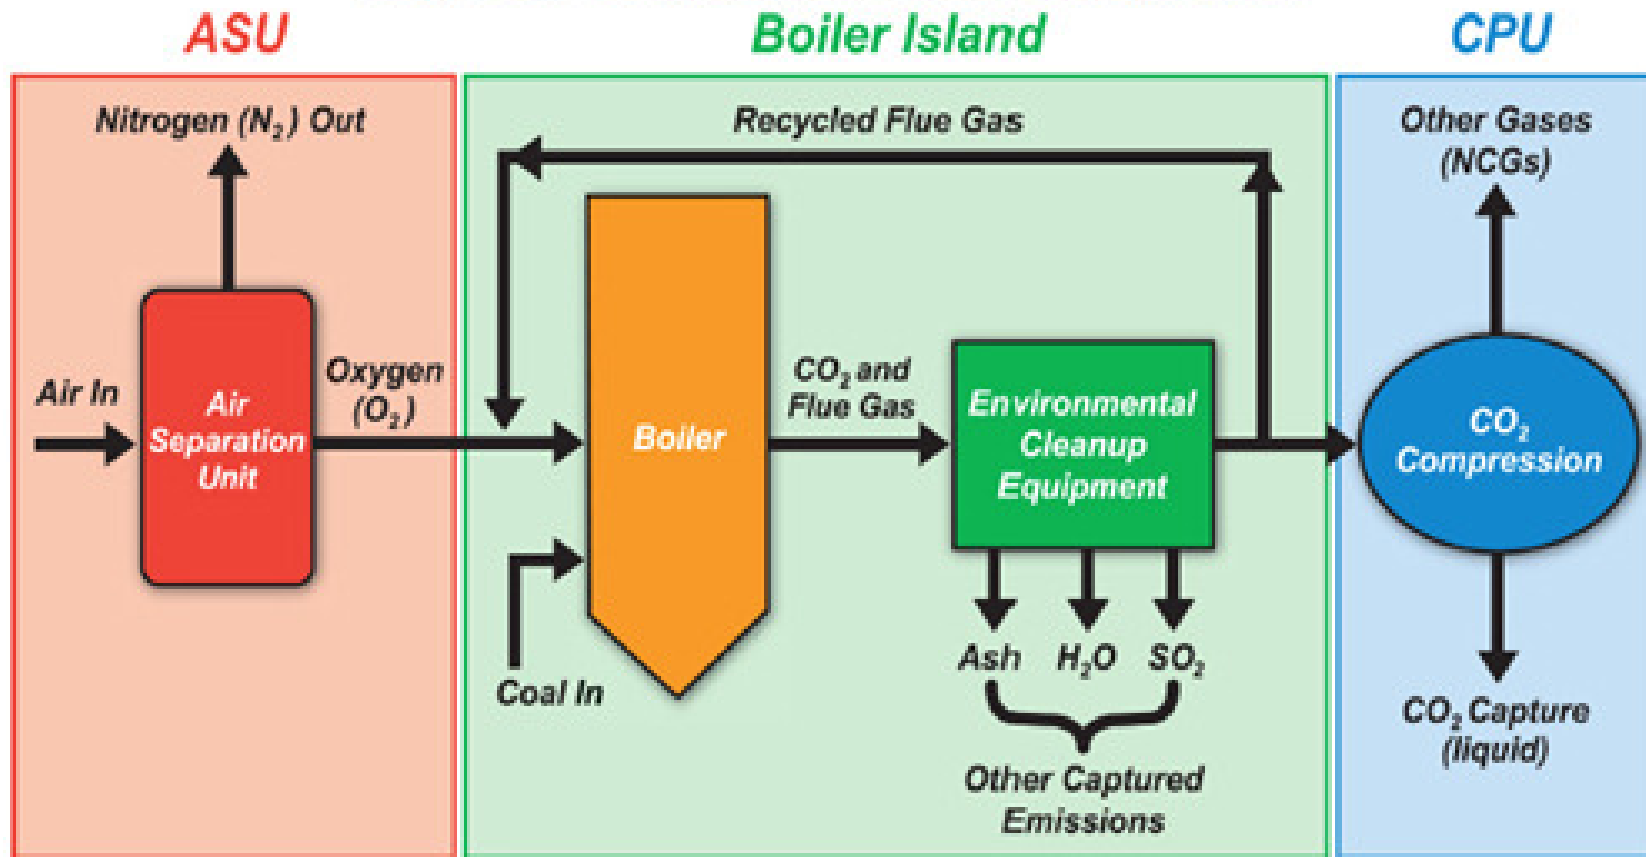 ASU
Boiler Island
CPU
Nitrogen (N₂) Out
Recycled Flue Gas
Other Gases
(NCGs)
Air In
Air
Separation
Unit
Oxygen
(O₂)
Boiler
CO₂ and
Flue Gas
Environmental
Cleanup
Equipment
CO₂
Compression
Coal In
Ash
H₂O
SO₂
Other Captured
Emissions
CO₂ Capture
(liquid)